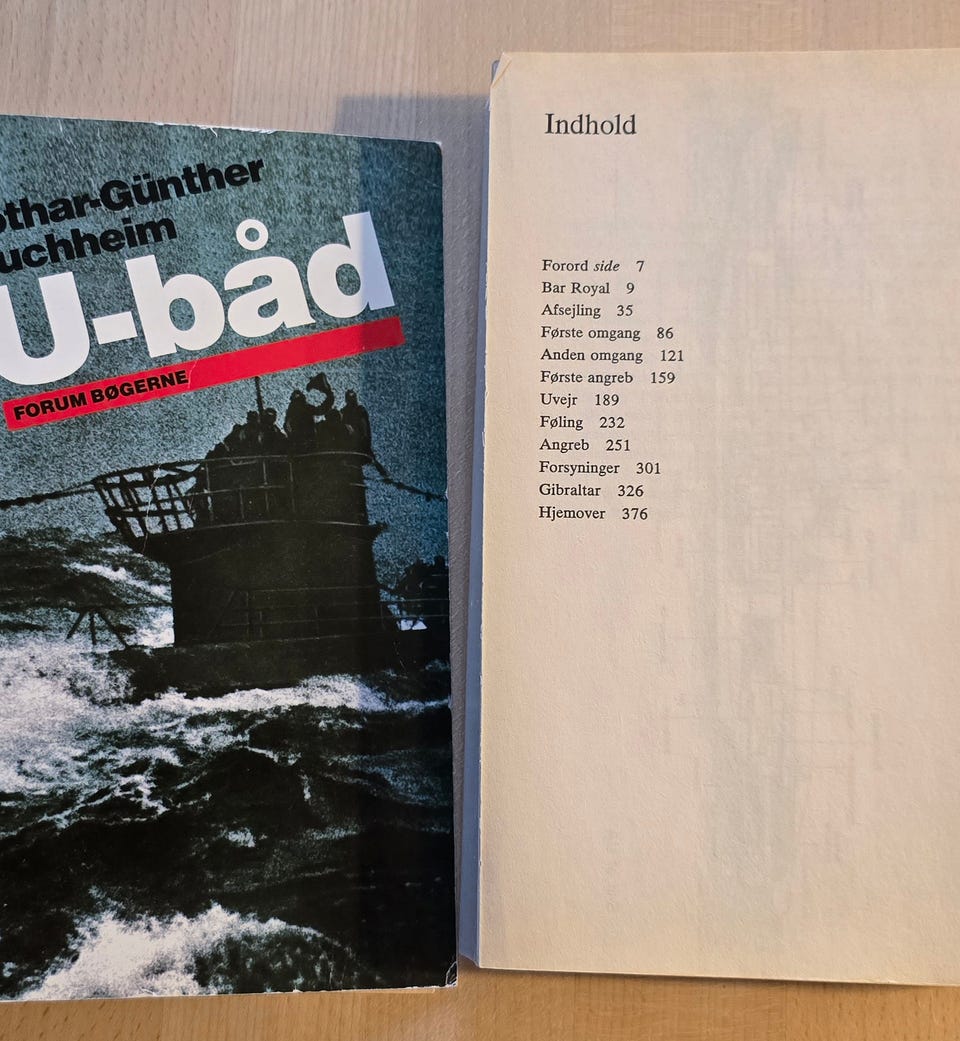 othar-Günther
uchheim
U-båd
FORUM BØGERNE
Indhold
Forord side 7
Bar Royal 9
Afsejling 35
Første omgang 86
Anden omgang 121
Første angreb 159
Uvejr 189
Føling 232
Angreb 251
Forsyninger 301
Gibraltar 326
Hjemover 376